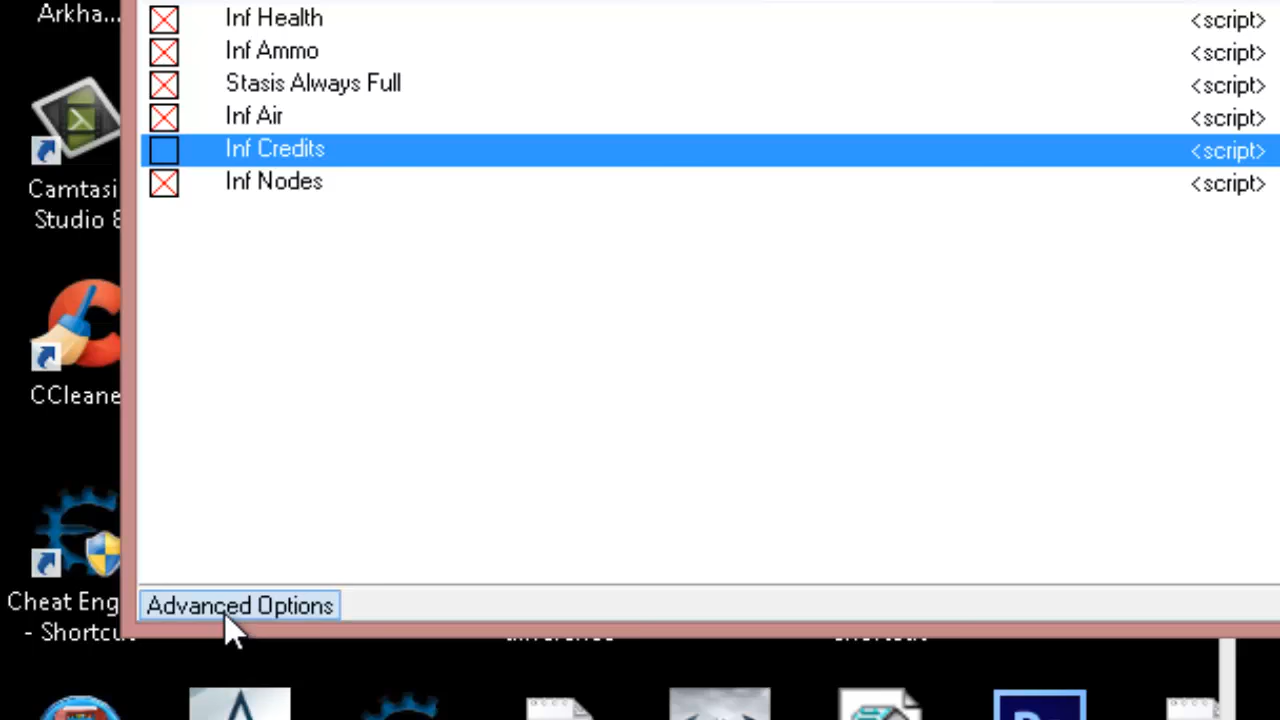 Arkha...
Inf Health <script>
Inf Ammo <script>
Stasis Always Full <script>
Inf Air <script>
Inf Credits <script>
Inf Nodes <script>
Camtasi
Studio 8
CCleane
Cheat Eng
- Shortcut
Advanced Options